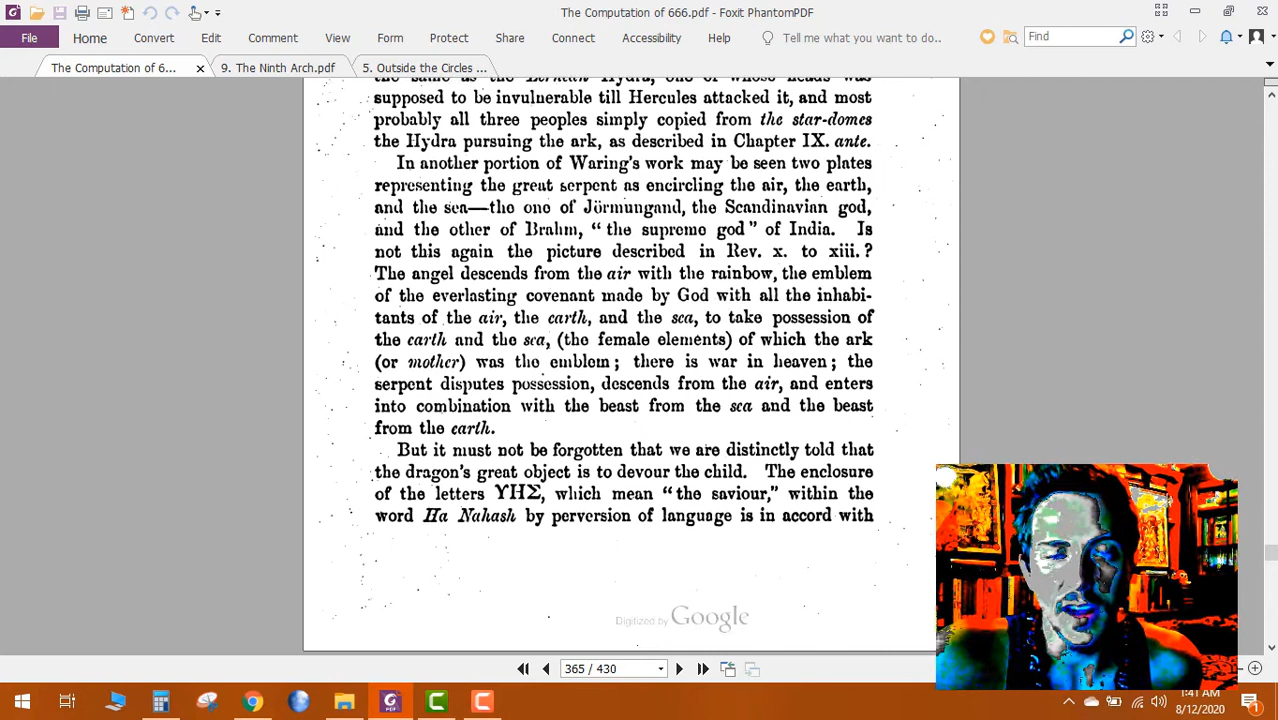 The Computation of 666.pdf - Foxit PhantomPDF
File Home Convert Edit Comment View Form Protect Share Connect Accessibility Help Tell me what you want to do.. Find
The Computation of 6... 9. The Ninth Arch.pdf 5. Outside the Circles ...
the same as the Lernean Hydra, one of whose heads was
supposed to be invulnerable till Hercules attacked it, and most
probably all three peoples simply copied from the star-domes
the Hydra pursuing the ark, as described in Chapter IX. ante.
In another portion of Waring's work may be seen two plates
representing the great serpent as encircling the air, the earth,
and the sea—the one of Jörmungand, the Scandinavian god,
and the other of Brahm, "the supreme god" of India. Is
not this again the picture described in Rev. x. to xiii.?
The angel descends from the air with the rainbow, the emblem
of the everlasting covenant made by God with all the inhabi-
tants of the air, the earth, and the sea, to take possession of
the earth and the sea, (the female elements) of which the ark
(or mother) was the emblem; there is war in heaven; the
serpent disputes possession, descends from the air, and enters
into combination with the beast from the sea and the beast
from the earth.
But it must not be forgotten that we are distinctly told that
the dragon's great object is to devour the child. The enclosure
of the letters ΥΗΣ, which mean "the saviour," within the
word Ha Nahash by perversion of language is in accord with
Digitized by Google
365 / 430
1:41 AM
8/12/2020